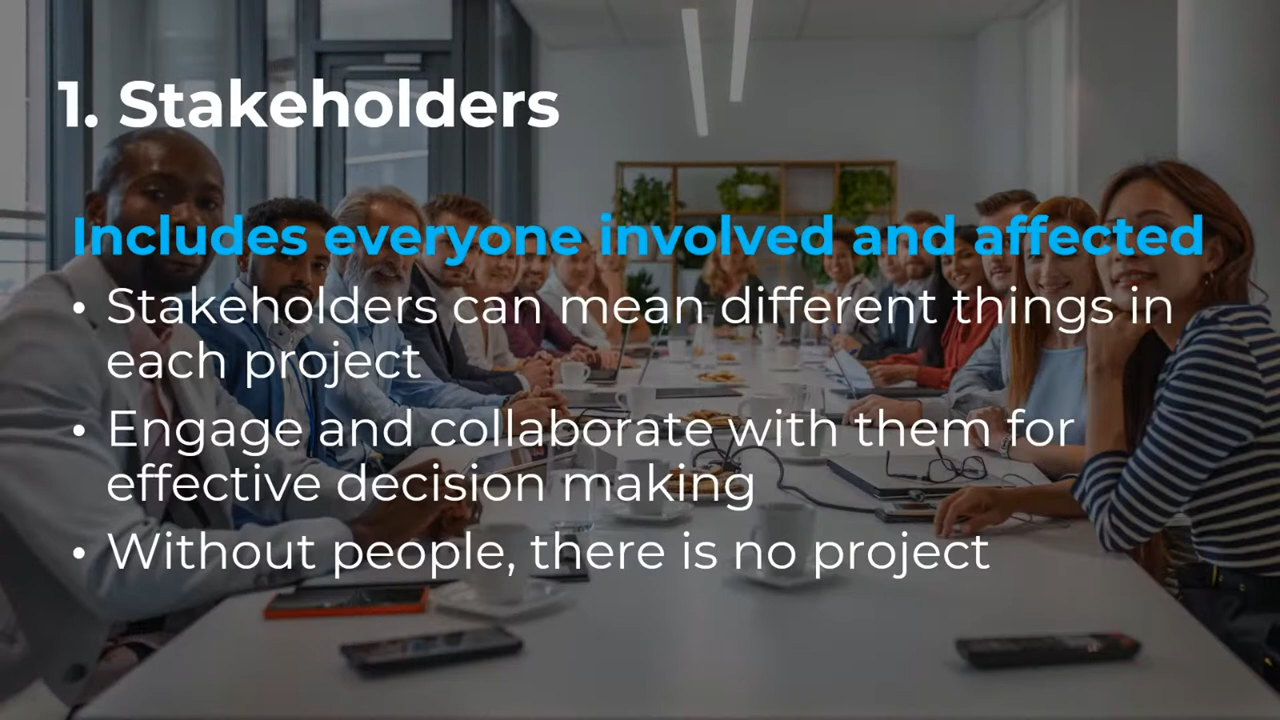 1. Stakeholders
Includes everyone involved and affected
• Stakeholders can mean different things in
each project
• Engage and collaborate with them for
effective decision making
• Without people, there is no project